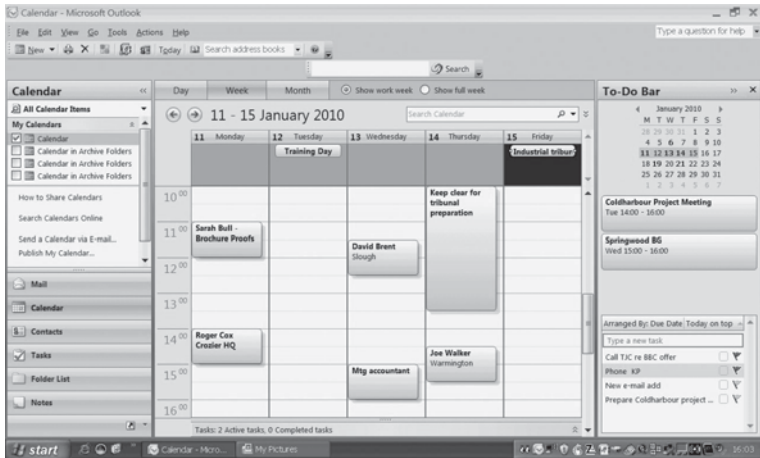 Calendar - Microsoft Outlook
File Edit View Go Tools Actions Help
Type a question for help
New Today Search address books
Search
Calendar
All Calendar Items
My Calendars
Calendar
Calendar in Archive Folders
Calendar in Archive Folders
Calendar in Archive Folders
How to Share Calendars
Search Calendars Online
Send a Calendar via E-mail...
Publish My Calendar...
Mail
Calendar
Contacts
Tasks
Folder List
Notes
Day Week Month Show work week Show full week
11 - 15 January 2010
Search Calendar
11 Monday 12 Tuesday 13 Wednesday 14 Thursday 15 Friday
Training Day
Industrial tribur
10 00
Keep clear for
tribunal
preparation
11 00
Sarah Bull -
Brochure Proofs
David Brent
Slough
12 00
13 00
14 00
Roger Cox
Crozier HQ
Joe Walker
Warmington
15 00
Mtg accountant
16 00
Tasks: 2 Active tasks, 0 Completed tasks
To-Do Bar
January 2010
M T W T F S S
28 29 30 31 1 2 3
4 5 6 7 8 9 10
11 12 13 14 15 16 17
18 19 20 21 22 23 24
25 26 27 28 29 30 31
1 2 3 4 5 6 7
Coldharbour Project Meeting
Tue 14:00 - 16:00
Springwood BG
Wed 15:00 - 16:00
Arranged By: Due Date Today on top
Type a new task
Call TJC re BBC offer
Phone KP
New e-mail add
Prepare Coldharbour project ...
start
Calendar - Micro...
My Pictures
16:03